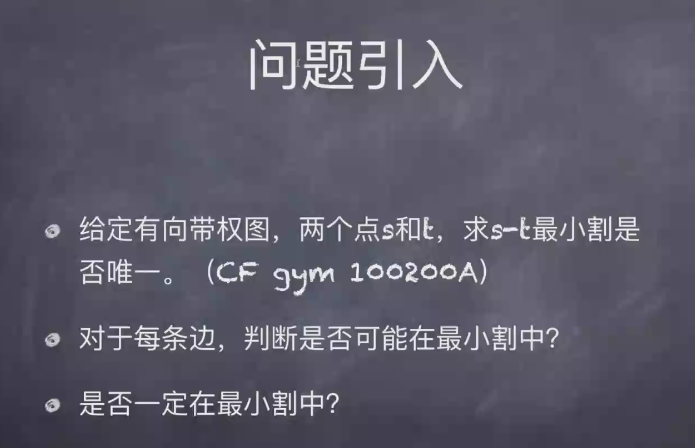 问题引入
给定有向带权图，两个点s和t，求s-t最小割是
否唯一。（CF gym 100200A）
对于每条边，判断是否可能在最小割中？
是否一定在最小割中？